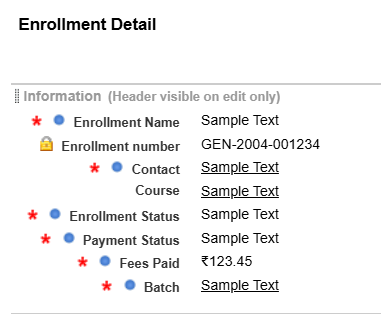 Enrollment Detail
Information (Header visible on edit only)
* Enrollment Name Sample Text
Enrollment number GEN-2004-001234
* Contact Sample Text
Course Sample Text
* Enrollment Status Sample Text
* Payment Status Sample Text
* Fees Paid ₹123.45
* Batch Sample Text